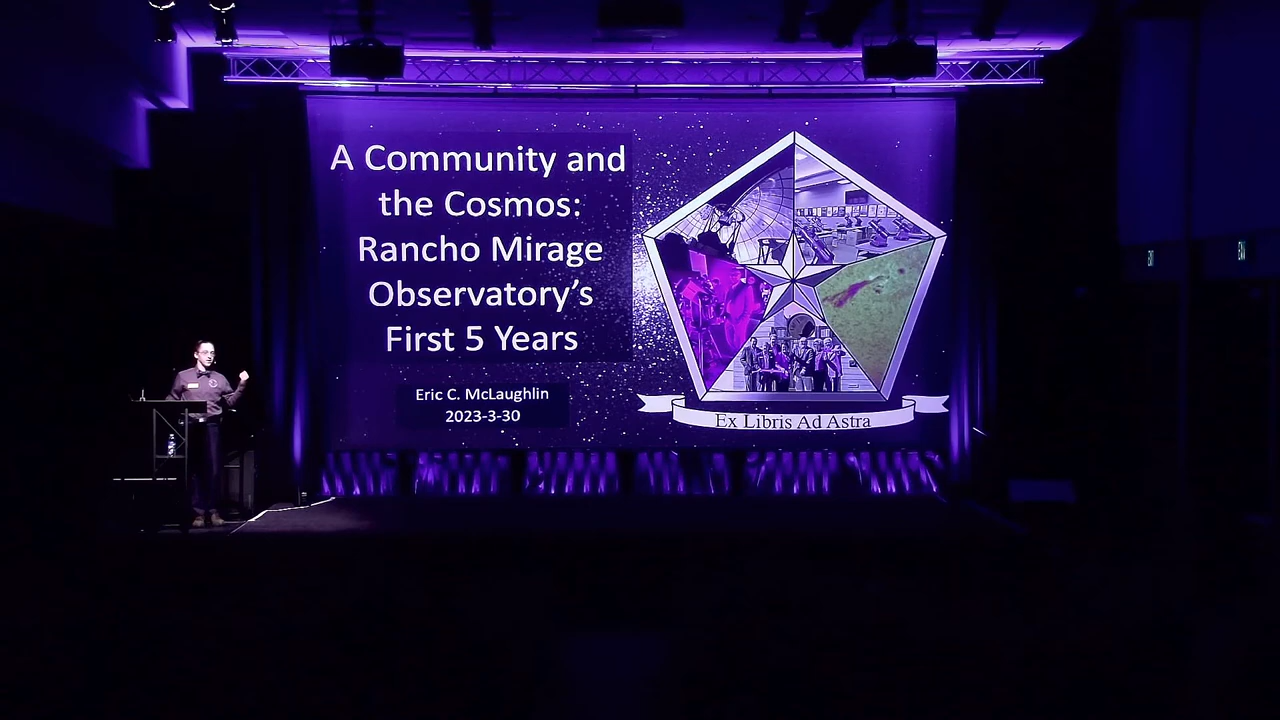 A Community and
the Cosmos:
Rancho Mirage
Observatory’s
First 5 Years
Eric C. McLaughlin
2023-3-30
Ex Libris Ad Astra